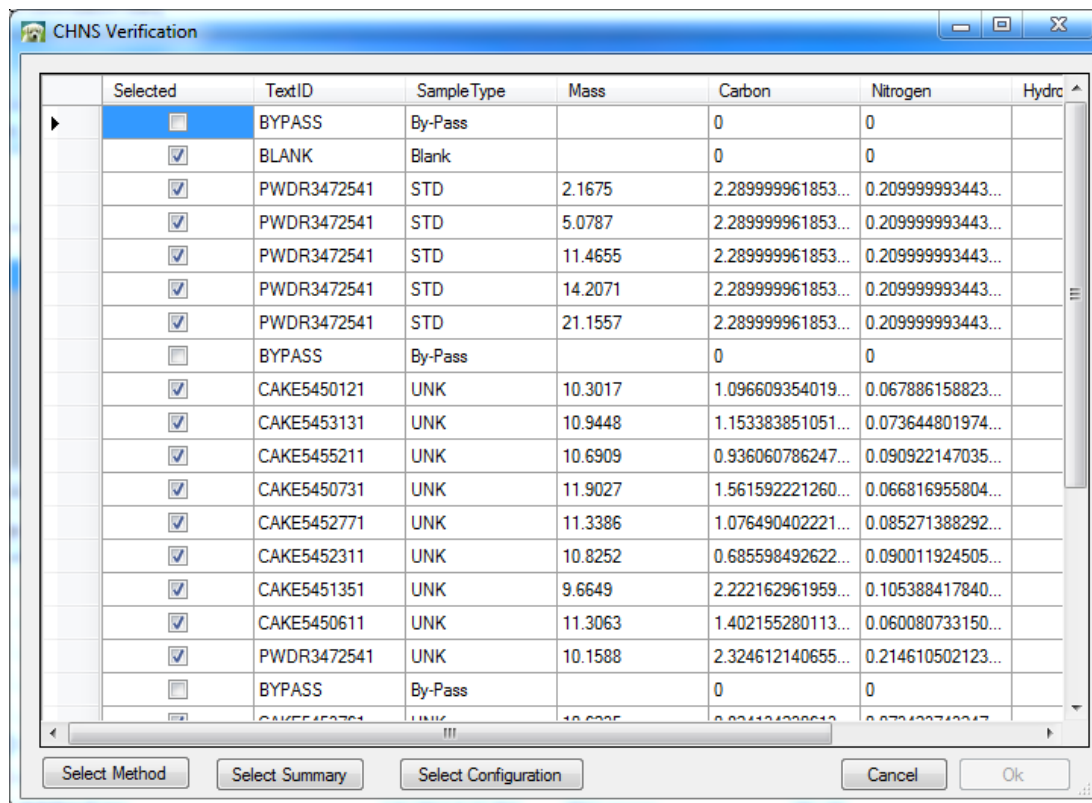 CHNS Verification
Selected TextID SampleType Mass Carbon Nitrogen Hydrc
BYPASS By-Pass 0 0
BLANK Blank 0 0
PWDR3472541 STD 2.1675 2.289999961853... 0.209999993443...
PWDR3472541 STD 5.0787 2.289999961853... 0.209999993443...
PWDR3472541 STD 11.4655 2.289999961853... 0.209999993443...
PWDR3472541 STD 14.2071 2.289999961853... 0.209999993443...
PWDR3472541 STD 21.1557 2.289999961853... 0.209999993443...
BYPASS By-Pass 0 0
CAKE5450121 UNK 10.3017 1.096609354019... 0.067886158823...
CAKE5453131 UNK 10.9448 1.153383851051... 0.073644801974...
CAKE5455211 UNK 10.6909 0.936060786247... 0.090922147035...
CAKE5450731 UNK 11.9027 1.561592221260... 0.066816955804...
CAKE5452771 UNK 11.3386 1.076490402221... 0.085271388292...
CAKE5452311 UNK 10.8252 0.685598492622... 0.090011924505...
CAKE5451351 UNK 9.6649 2.222162961959... 0.105388417840...
CAKE5450611 UNK 11.3063 1.402155280113... 0.060080733150...
PWDR3472541 UNK 10.1588 2.324612140655... 0.214610502123...
BYPASS By-Pass 0 0
Select Method Select Summary Select Configuration Cancel Ok